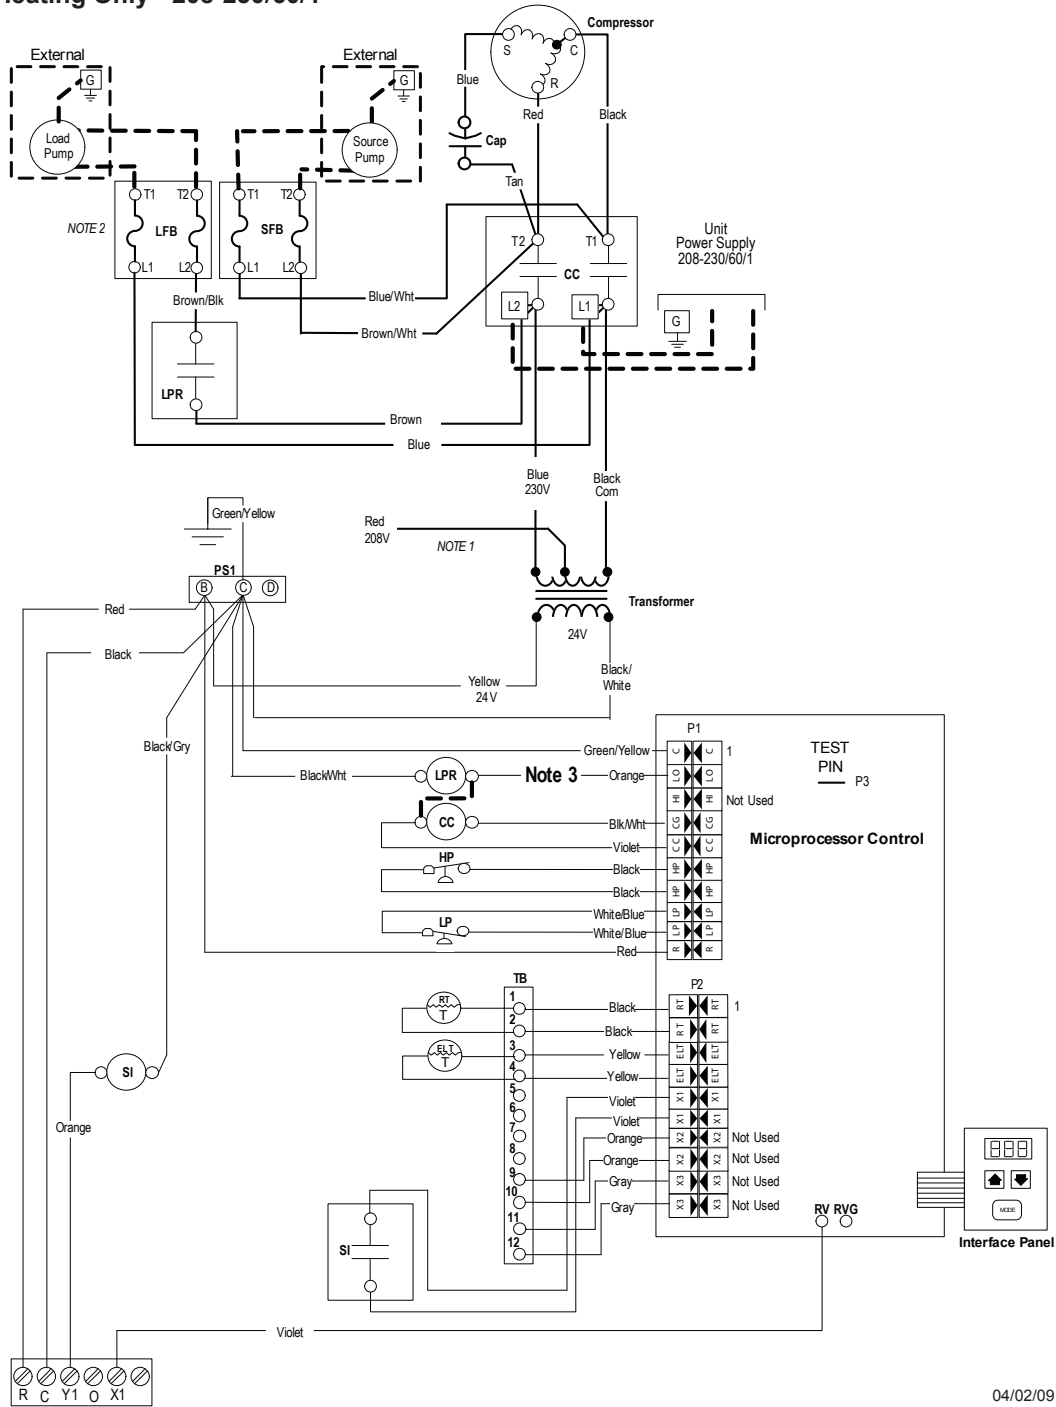 External
External
Compressor
S
C
R
G
G
Load
Pump
Source
Pump
Blue
Red
Black
Cap
Tan
T1
T2
T1
T2
NOTE 2
LFB
SFB
L1
L2
L1
L2
T2
T1
CC
L2
L1
Unit
Power Supply
208-230/60/1
G
Brown/Blk
Blue/Wht
Brown/Wht
LPR
Brown
Blue
Blue
230V
Black
Com
Green/Yellow
Red
208V
NOTE 1
PS1
B
C
D
Transformer
24V
Red
Black
Yellow
24 V
Black/
White
Black/Gry
Green/Yellow
Black/Wht
LPR
Note 3
Orange
CC
Blk/Wht
Violet
HP
Black
Black
White/Blue
LP
White/Blue
Red
P1
C C 1
LO LO
HI HI Not Used
CG CG
CC CC
HP HP
HP HP
LP LP
LP LP
R R
TEST
PIN
P3
Microprocessor Control
TB
1
2
3
4
5
6
7
8
9
10
11
12
RT
T
ELT
T
Black
Black
Yellow
Yellow
Violet
Violet
Orange
Orange
Gray
Gray
P2
RT RT 1
RT RT
ELT ELT
ELT ELT
X1 X1
X1 X1
X2 X2 Not Used
X2 X2 Not Used
X3 X3 Not Used
X3 X3 Not Used
SI
Orange
SI
RV RVG
MODE
Interface Panel
Violet
R C Y1 O X1
04/02/09